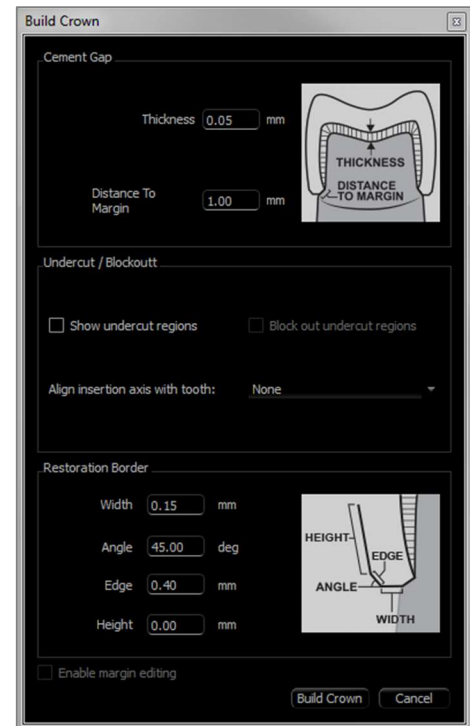 Build Crown
Cement Gap
Thickness 0.05 mm
Distance To
Margin 1.00 mm
THICKNESS
DISTANCE
TO MARGIN
Undercut / Blockoutt
Show undercut regions Block out undercut regions
Align insertion axis with tooth: None
Restoration Border
Width 0.15 mm
Angle 45.00 deg
Edge 0.40 mm
Height 0.00 mm
HEIGHT
EDGE
ANGLE
WIDTH
Enable margin editing
Build Crown Cancel